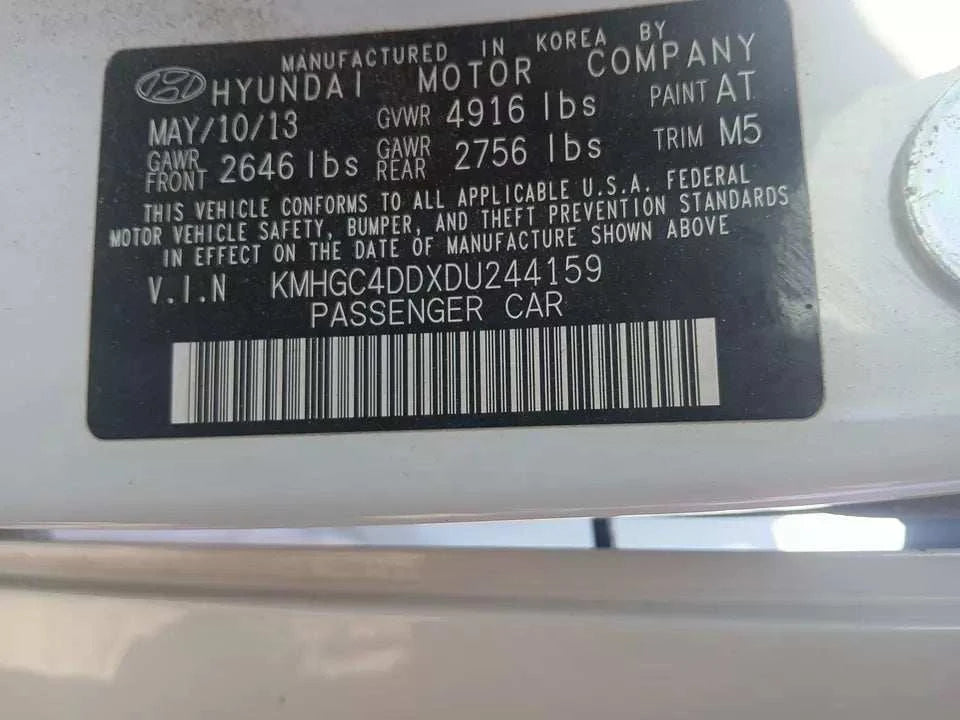 MANUFACTURED IN KOREA BY
HYUNDAI MOTOR COMPANY
MAY/10/13 GVWR 4916 lbs PAINT AT
GAWR FRONT 2646 lbs GAWR REAR 2756 lbs TRIM M5
THIS VEHICLE CONFORMS TO ALL APPLICABLE U.S.A. FEDERAL
MOTOR VEHICLE SAFETY, BUMPER, AND THEFT PREVENTION STANDARDS
IN EFFECT ON THE DATE OF MANUFACTURE SHOWN ABOVE
V.I.N KMHGC4DDXDU244159
PASSENGER CAR